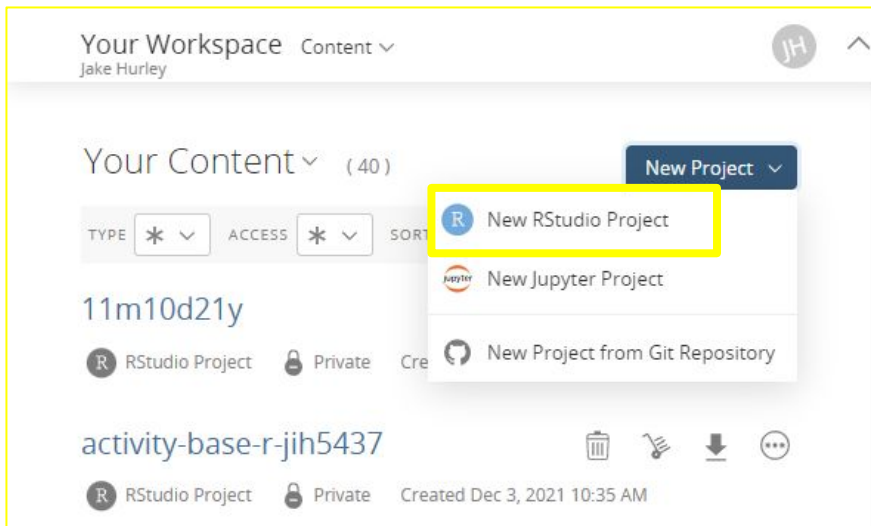 Your Workspace Content
Jake Hurley
JH
Your Content (40)
New Project
TYPE * ACCESS * SORT
R New RStudio Project
jupyter New Jupyter Project
New Project from Git Repository
11m10d21y
R RStudio Project Private Cre
activity-base-r-jih5437
R RStudio Project Private Created Dec 3, 2021 10:35 AM